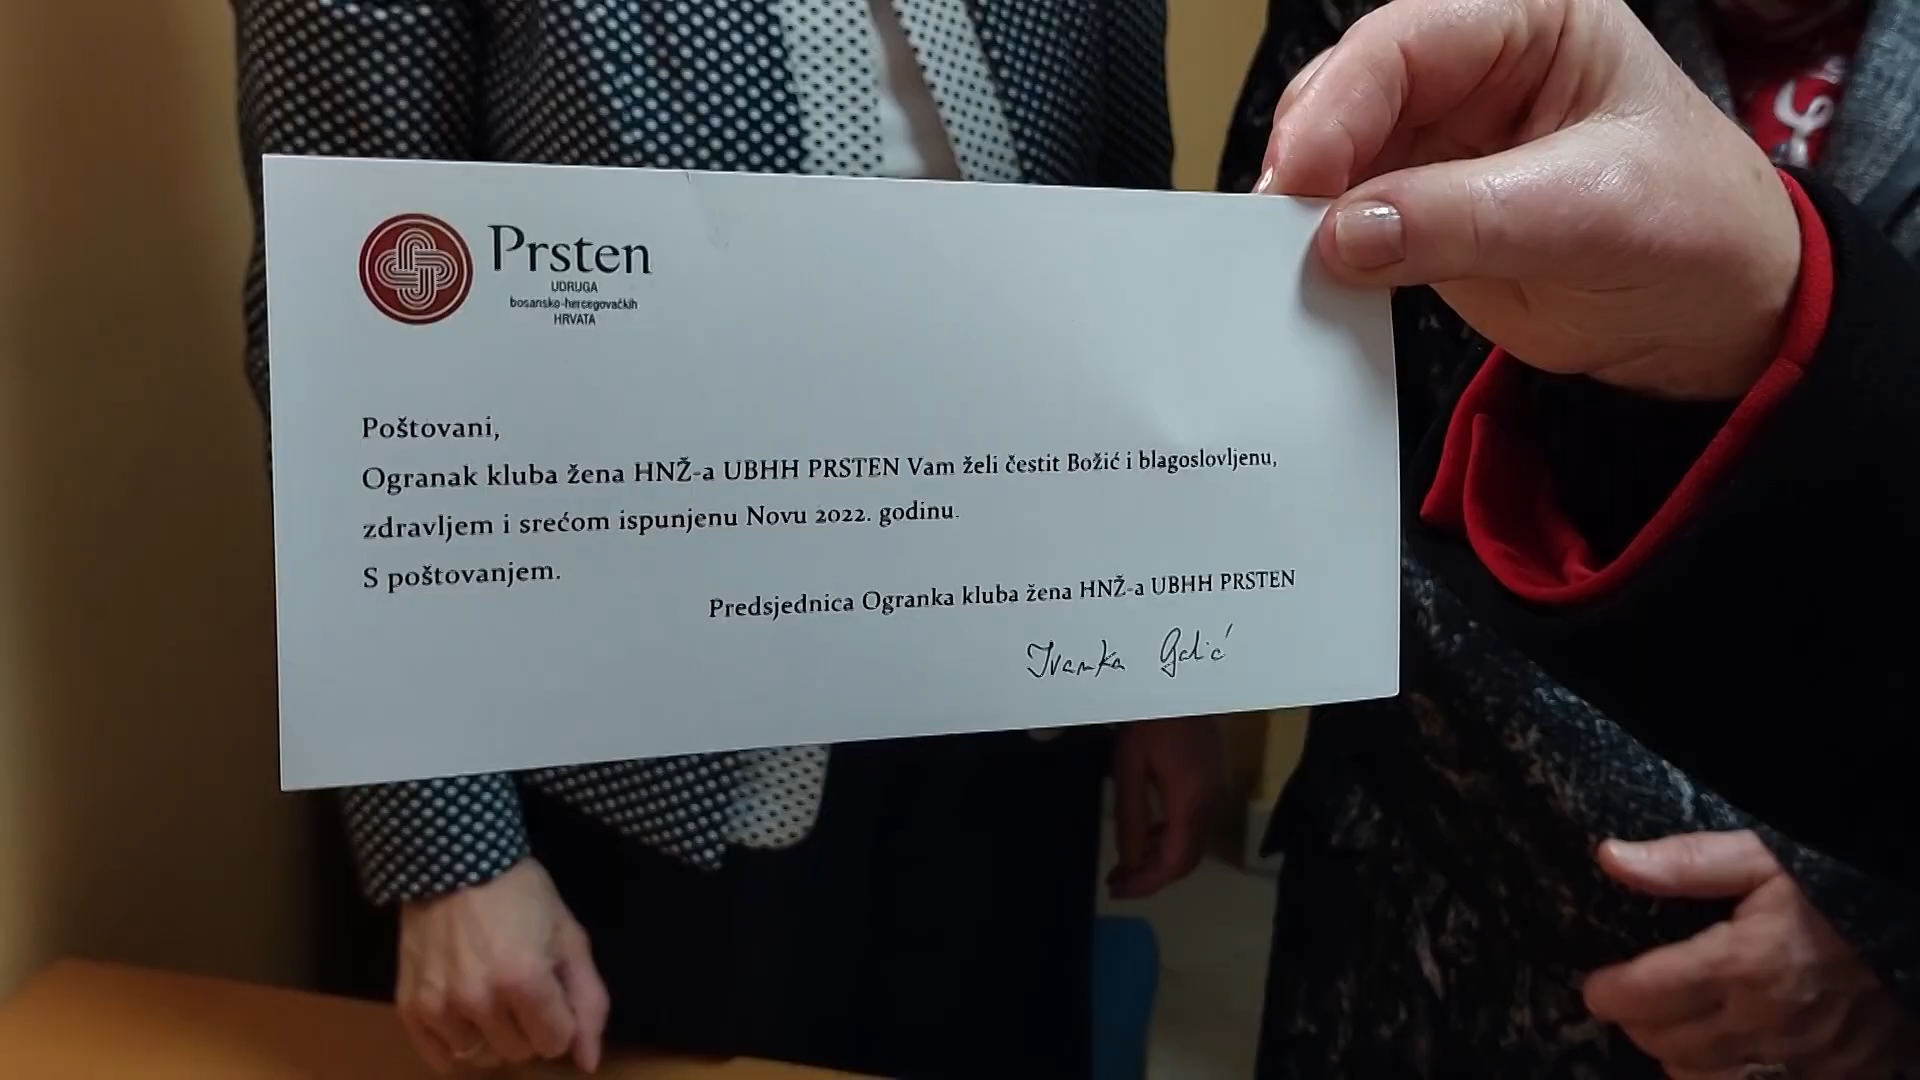 Prsten
UDRUGA
bosansko-hercegovačkih
HRVATA
Poštovani,
Ogranak kluba žena HNŽ-a UBHH PRSTEN Vam želi čestit Božić i blagoslovljenu,
zdravljem i srećom ispunjenu Novu 2022. godinu.
S poštovanjem.
Predsjednica Ogranka kluba žena HNŽ-a UBHH PRSTEN
Ivanka Galić